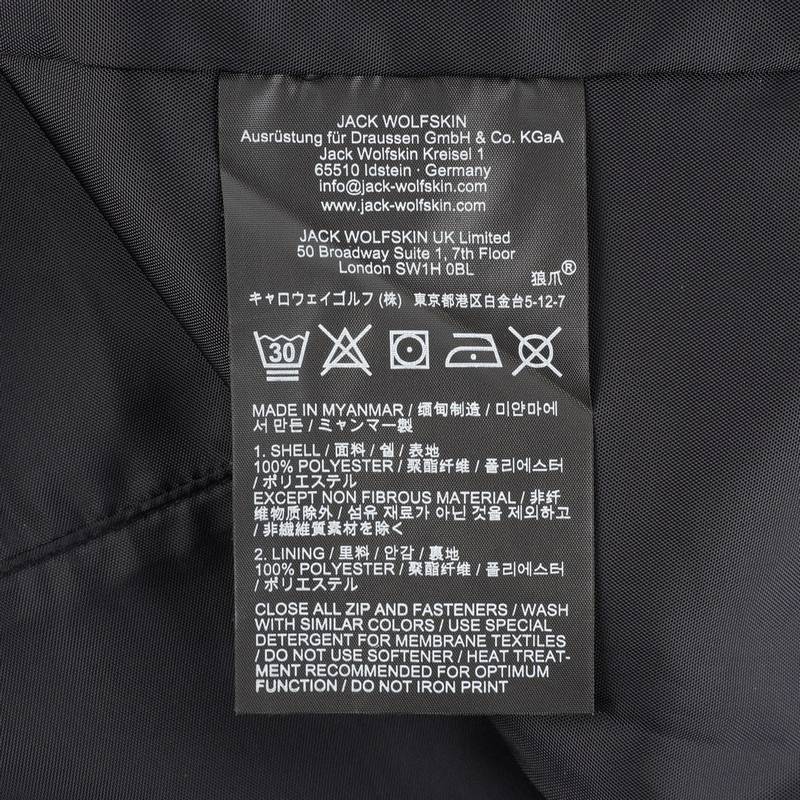 JACK WOLFSKIN
Ausrüstung für Draussen GmbH & Co. KGaA
Jack Wolfskin Kreisel 1
65510 Idstein · Germany
info@jack-wolfskin.com
www.jack-wolfskin.com
JACK WOLFSKIN UK Limited
50 Broadway Suite 1, 7th Floor
London SW1H 0BL
狼爪®
キャロウェイゴルフ (株) 東京都港区白金台5-12-7
30
MADE IN MYANMAR / 缅甸制造 / 미얀마에
서 만든 / ミャンマー製
1. SHELL / 面料 / 쉘 / 表地
100% POLYESTER / 聚酯纤维 / 폴리에스터
/ ポリエステル
EXCEPT NON FIBROUS MATERIAL / 非纤
维物质除外 / 섬유 재료가 아닌 것을 제외하고
/ 非繊維質素材を除く
2. LINING / 里料 / 안감 / 裏地
100% POLYESTER / 聚酯纤维 / 폴리에스터
/ ポリエステル
CLOSE ALL ZIP AND FASTENERS / WASH
WITH SIMILAR COLORS / USE SPECIAL
DETERGENT FOR MEMBRANE TEXTILES
/ DO NOT USE SOFTENER / HEAT TREAT-
MENT RECOMMENDED FOR OPTIMUM
FUNCTION / DO NOT IRON PRINT